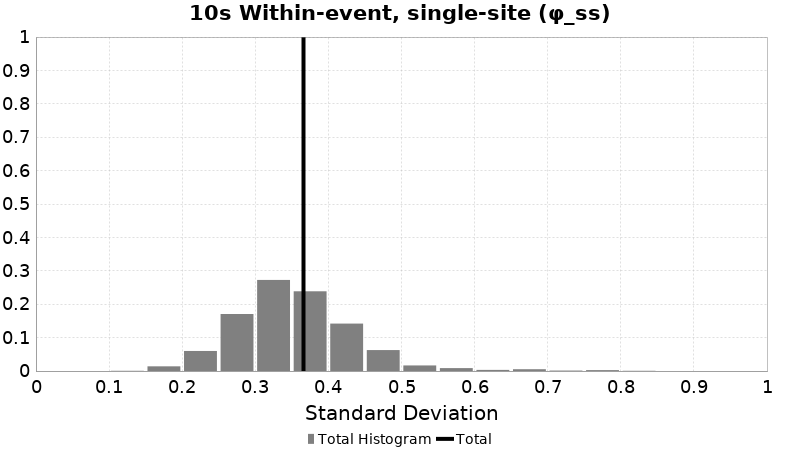 10s Within-event, single-site (φ_ss)
1
0.9
0.8
0.7
0.6
0.5
0.4
0.3
0.2
0.1
0
0 0.1 0.2 0.3 0.4 0.5 0.6 0.7 0.8 0.9 1
Standard Deviation
Total Histogram Total